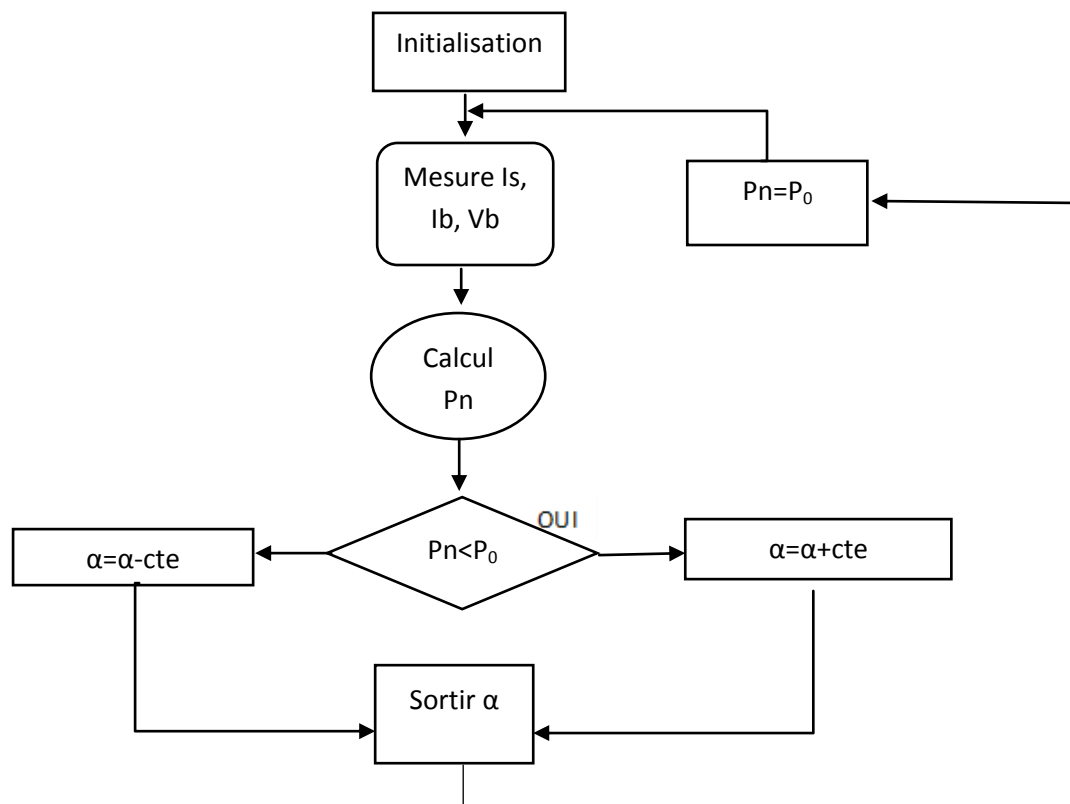 Initialisation
Mesure Is,
Ib, Vb
Pn=P₀
Calcul
Pn
OUI
Pn<P₀
α=α-cte
α=α+cte
Sortir α